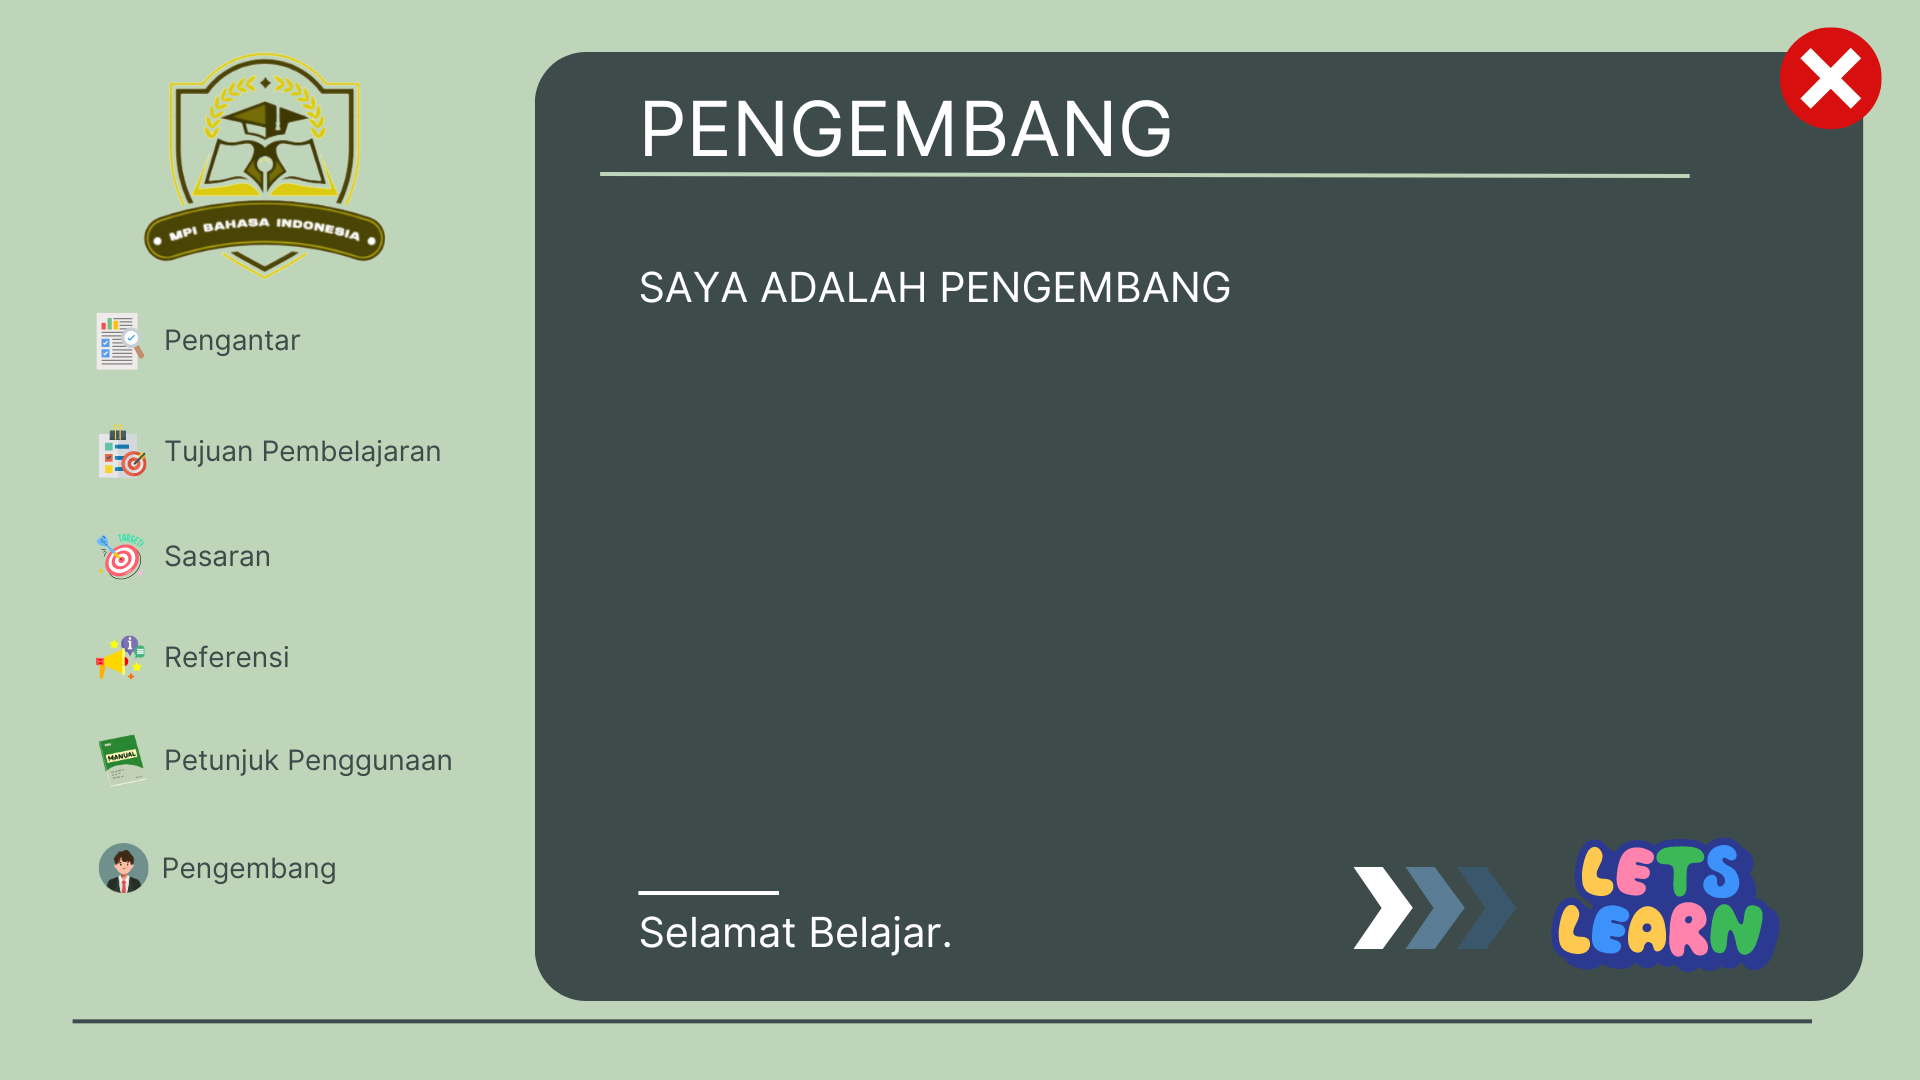 MPI BAHASA INDONESIA
Pengantar
Tujuan Pembelajaran
TARGET!
Sasaran
i
Referensi
MANUAL
Petunjuk Penggunaan
Pengembang
PENGEMBANG
SAYA ADALAH PENGEMBANG
Selamat Belajar.
LETS
LEARN